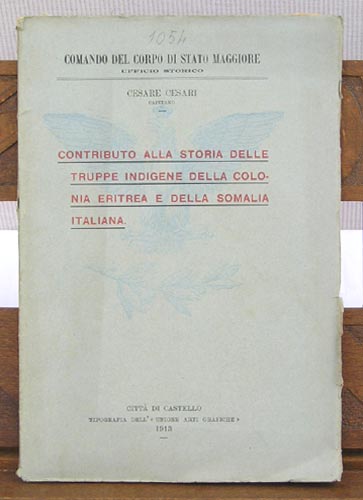 1054
COMANDO DEL CORPO DI STATO MAGGIORE
UFFICIO STORICO
CESARE CESARI
CAPITANO
CONTRIBUTO ALLA STORIA DELLE
TRUPPE INDIGENE DELLA COLO-
NIA ERITREA E DELLA SOMALIA
ITALIANA.
CITTÀ DI CASTELLO
TIPOGRAFIA DELL'« UNIONE ARTI GRAFICHE »
1913